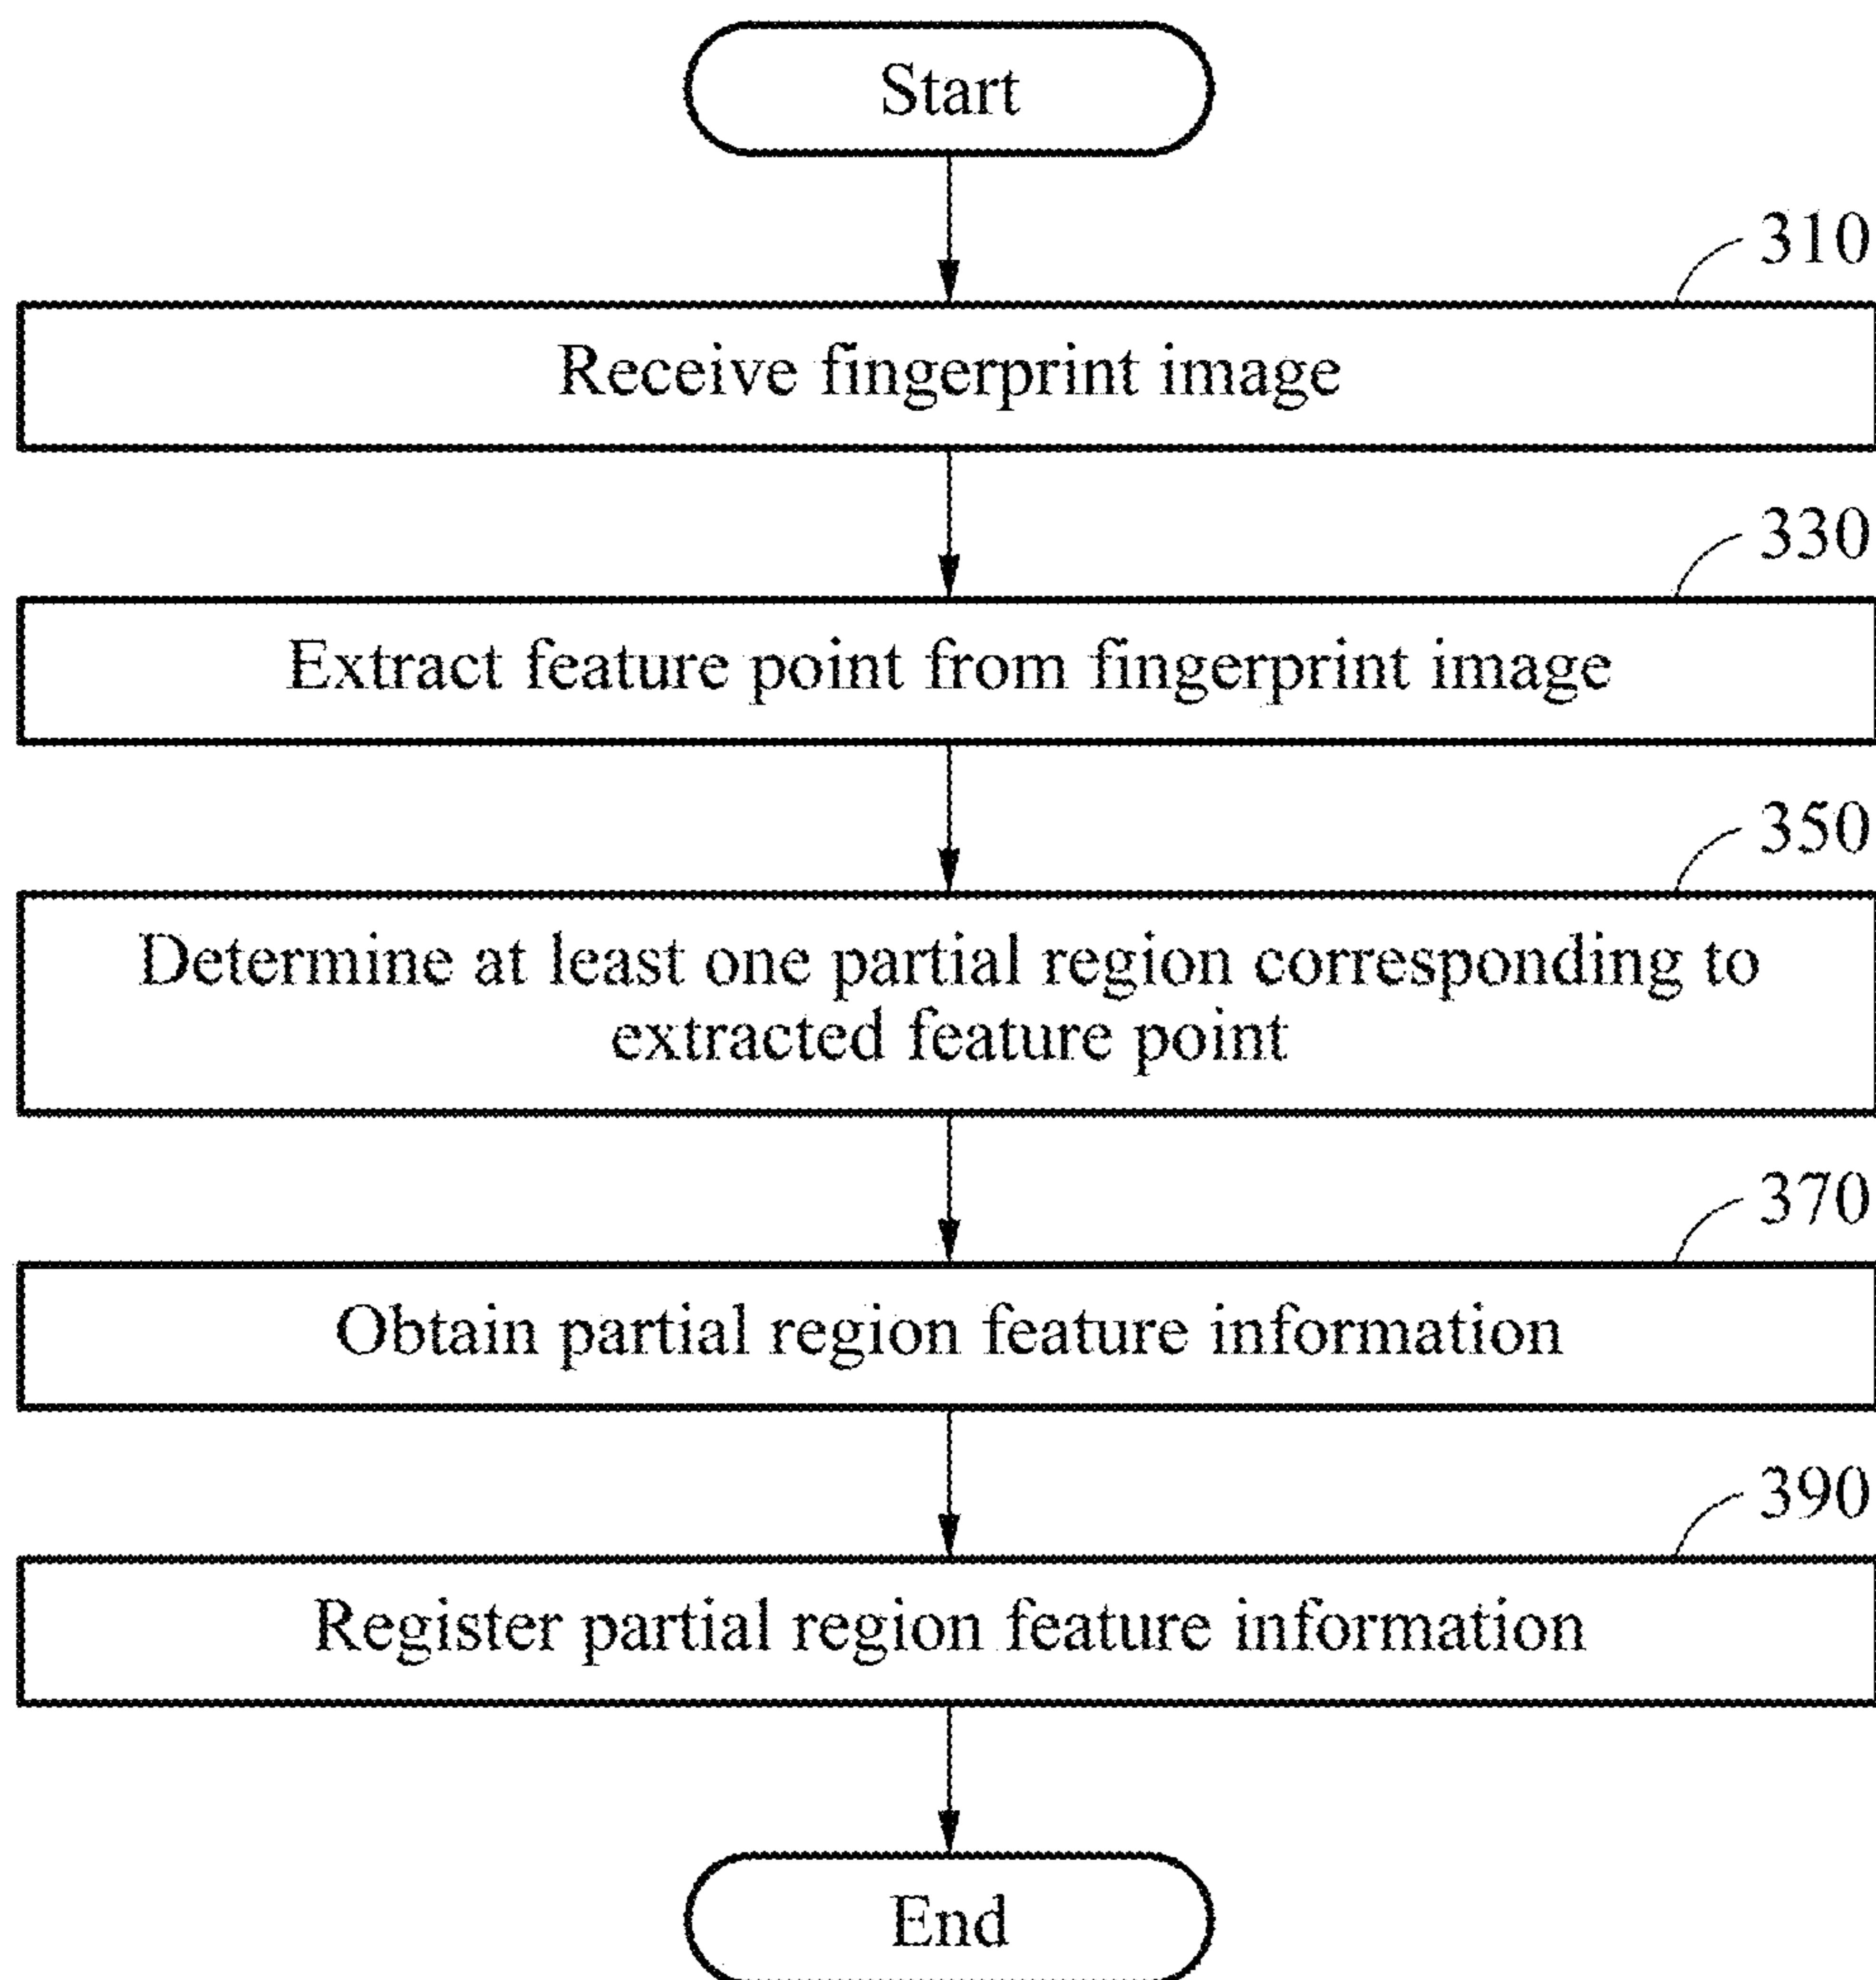 Start
310
Receive fingerprint image
330
Extract feature point from fingerprint image
350
Determine at least one partial region corresponding to
extracted feature point
370
Obtain partial region feature information
390
Register partial region feature information
End